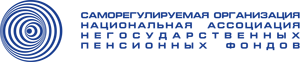 САМОРЕГУЛИРУЕМАЯ ОРГАНИЗАЦИЯ
НАЦИОНАЛЬНАЯ АССОЦИАЦИЯ
НЕГОСУДАРСТВЕННЫХ
ПЕНСИОННЫХ ФОНДОВ